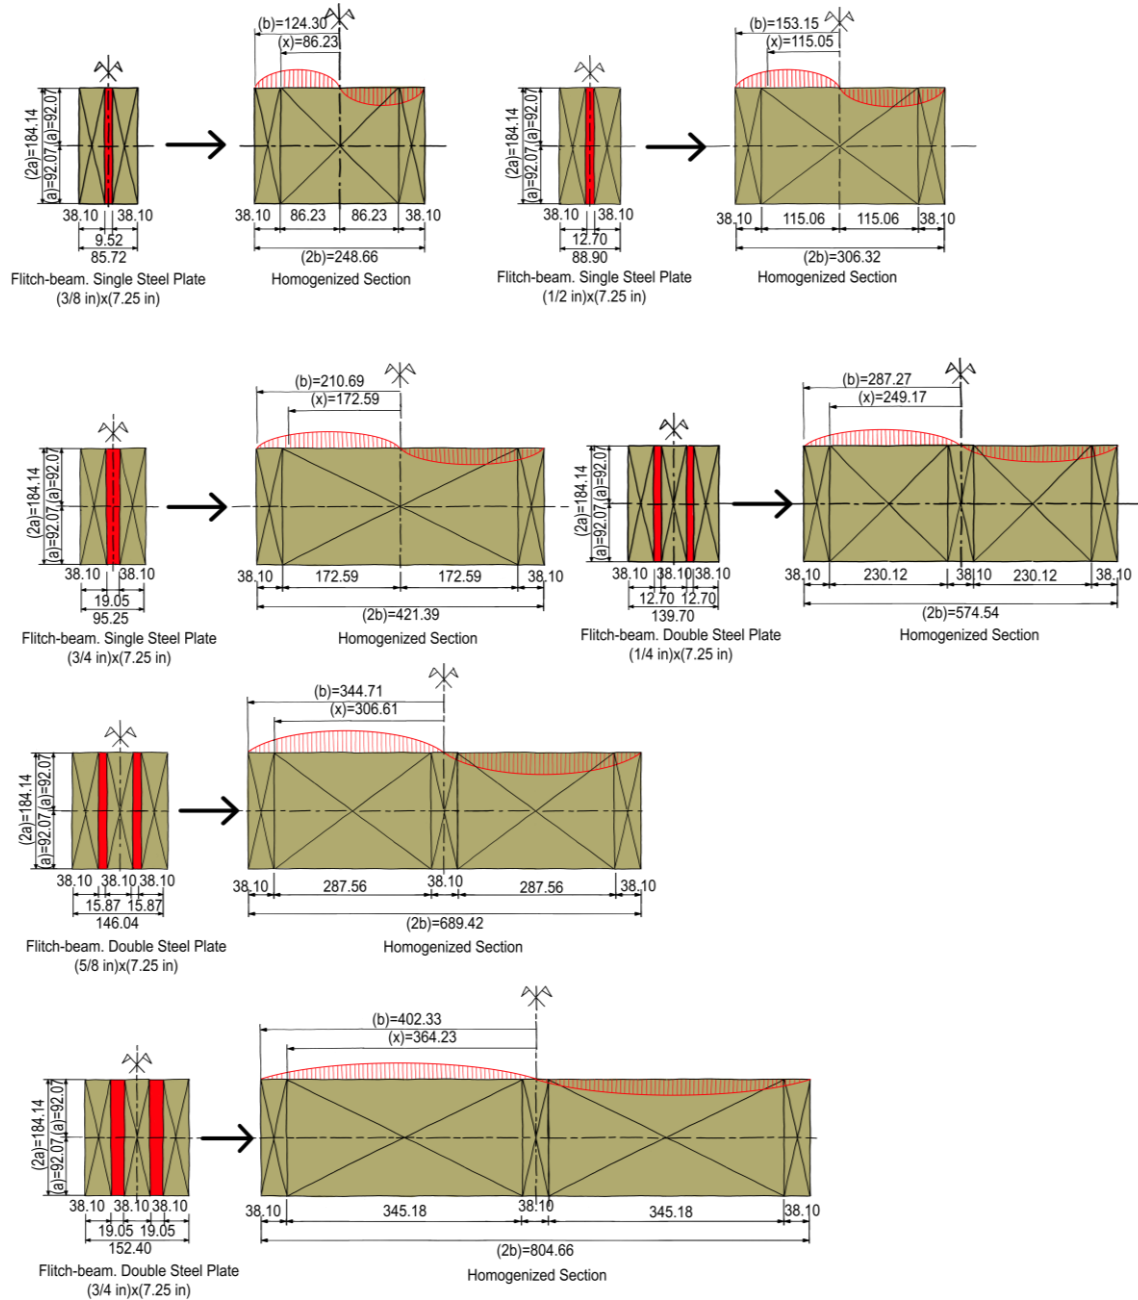 (b)=124.30
(x)=86.23
(2a)=184.14
(a)=92.07,(a)=92.07
38.10
38.10
9.52
85.72
38.10
86.23
86.23
38.10
(2b)=248.66
Flitch-beam. Single Steel Plate
(3/8 in)x(7.25 in)
Homogenized Section
(b)=153.15
(x)=115.05
(2a)=184.14
(a)=92.07,(a)=92.07
38.10
38.10
12.70
88.90
38.10
115.06
115.06
38.10
(2b)=306.32
Flitch-beam. Single Steel Plate
(1/2 in)x(7.25 in)
Homogenized Section
(b)=210.69
(x)=172.59
(2a)=184.14
(a)=92.07,(a)=92.07
38.10
38.10
19.05
95.25
38.10
172.59
172.59
38.10
(2b)=421.39
Flitch-beam. Single Steel Plate
(3/4 in)x(7.25 in)
Homogenized Section
(b)=287.27
(x)=249.17
(2a)=184.14
(a)=92.07,(a)=92.07
38.10
38.10
38.10
12.70
12.70
139.70
38.10
230.12
38.10
230.12
38.10
(2b)=574.54
Flitch-beam. Double Steel Plate
(1/4 in)x(7.25 in)
Homogenized Section
(b)=344.71
(x)=306.61
(2a)=184.14
(a)=92.07,(a)=92.07
38.10
38.10
38.10
15.87
15.87
146.04
38.10
287.56
38.10
287.56
38.10
(2b)=689.42
Flitch-beam. Double Steel Plate
(5/8 in)x(7.25 in)
Homogenized Section
(b)=402.33
(x)=364.23
(2a)=184.14
(a)=92.07,(a)=92.07
38.10
38.10
38.10
19.05
19.05
152.40
38.10
345.18
38.10
345.18
38.10
(2b)=804.66
Flitch-beam. Double Steel Plate
(3/4 in)x(7.25 in)
Homogenized Section